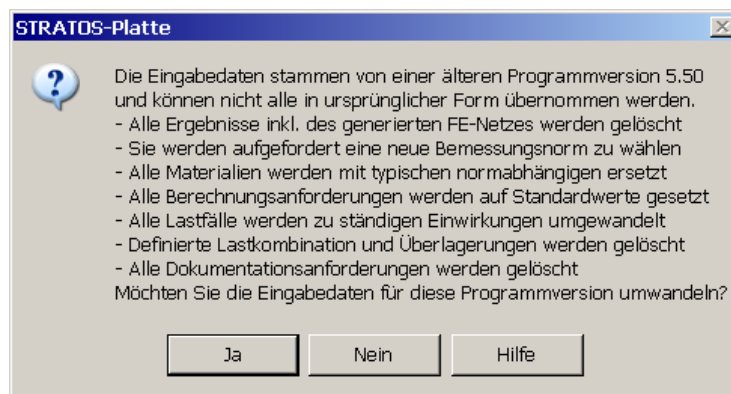 STRATOS-Platte
Die Eingabedaten stammen von einer älteren Programmversion 5.50
und können nicht alle in ursprünglicher Form übernommen werden.
- Alle Ergebnisse inkl. des generierten FE-Netzes werden gelöscht
- Sie werden aufgefordert eine neue Bemessungsnorm zu wählen
- Alle Materialien werden mit typischen normabhängigen ersetzt
- Alle Berechnungsanforderungen werden auf Standardwerte gesetzt
- Alle Lastfälle werden zu ständigen Einwirkungen umgewandelt
- Definierte Lastkombination und Überlagerungen werden gelöscht
- Alle Dokumentationsanforderungen werden gelöscht
Möchten Sie die Eingabedaten für diese Programmversion umwandeln?
Ja Nein Hilfe